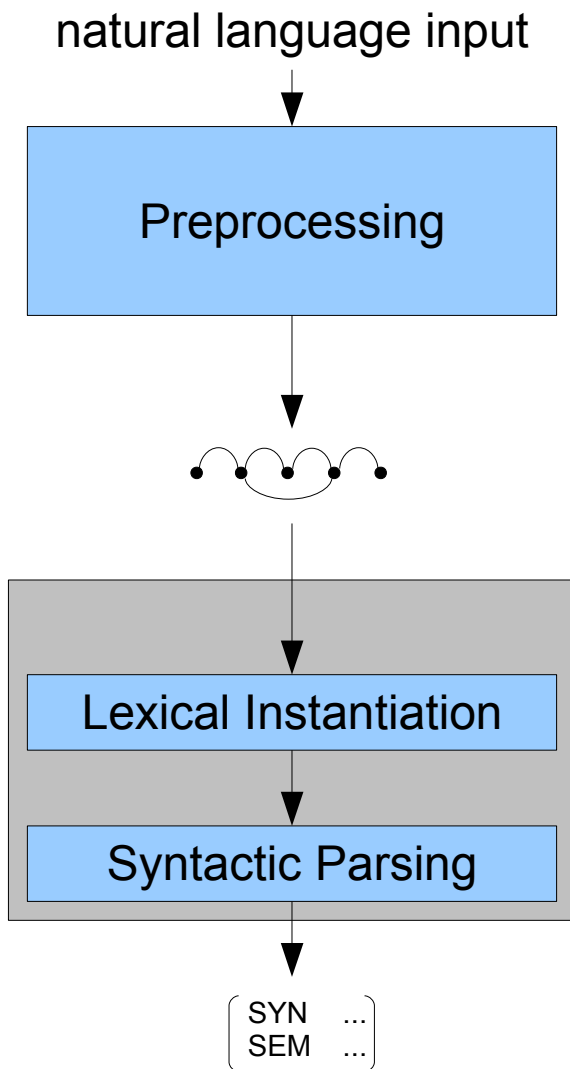 natural language input
Preprocessing
Lexical Instantiation
Syntactic Parsing
SYN ...
SEM ...